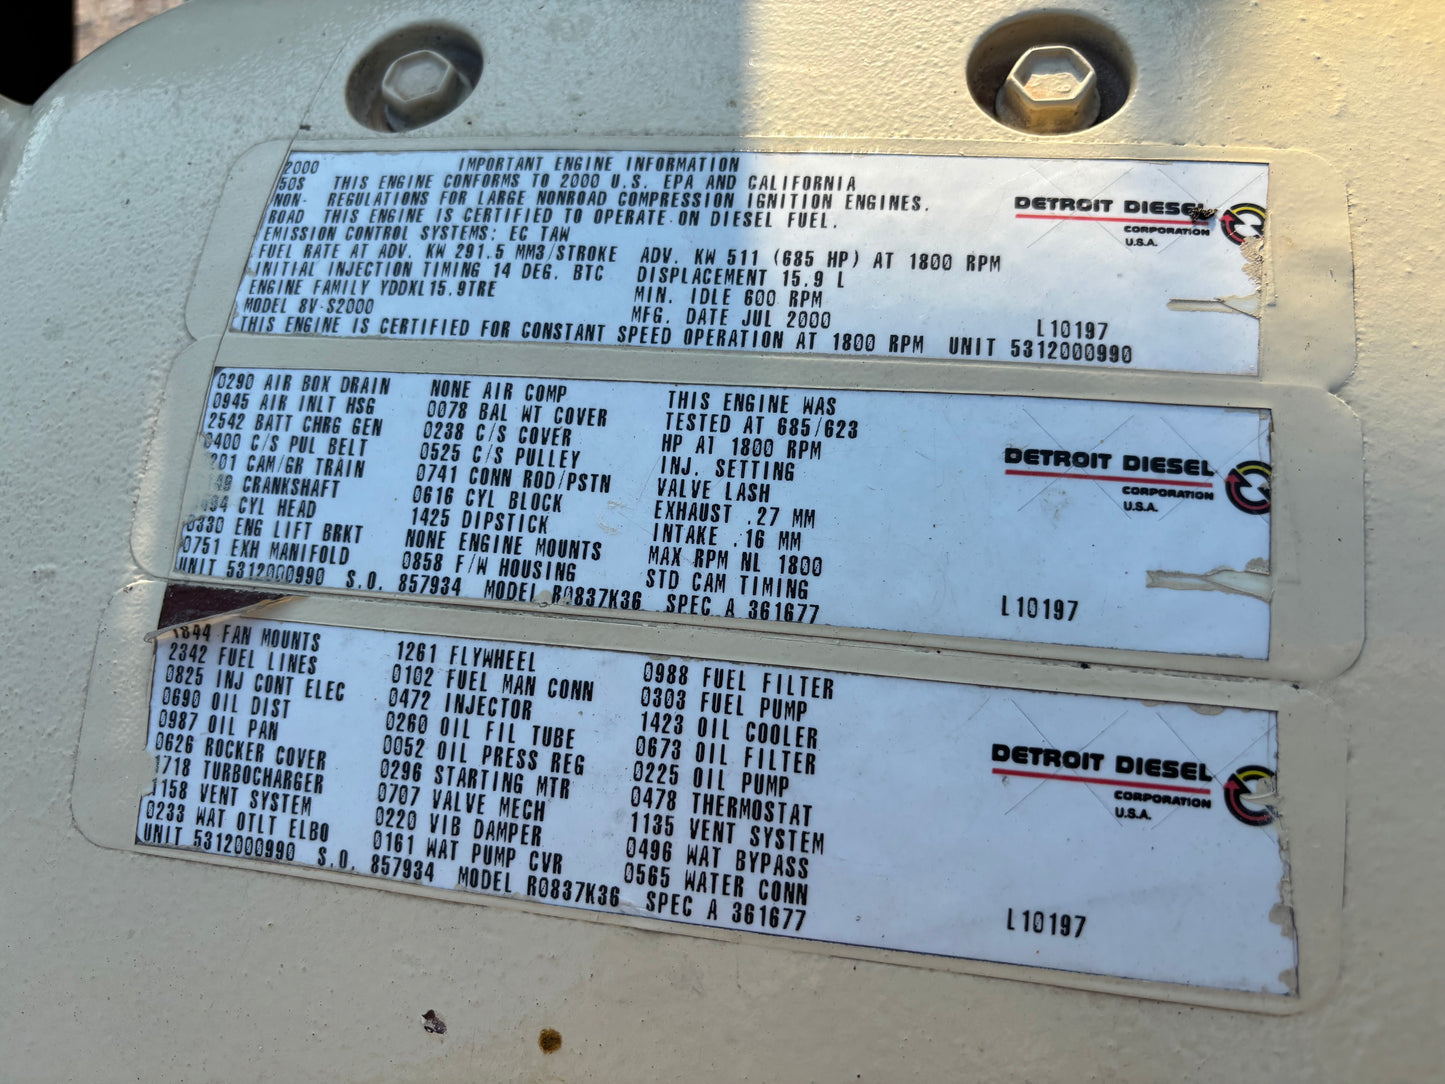 2000 IMPORTANT ENGINE INFORMATION
50S THIS ENGINE CONFORMS TO 2000 U.S. EPA AND CALIFORNIA
NON- REGULATIONS FOR LARGE NONROAD COMPRESSION IGNITION ENGINES.
ROAD THIS ENGINE IS CERTIFIED TO OPERATE ON DIESEL FUEL.
EMISSION CONTROL SYSTEMS: EC TAW
FUEL RATE AT ADV. KW 291.5 MM3/STROKE ADV. KW 511 (685 HP) AT 1800 RPM
INITIAL INJECTION TIMING 14 DEG. BTC DISPLACEMENT 15.9 L
ENGINE FAMILY YDDXL15.9TRE MIN. IDLE 600 RPM
MODEL 8V-S2000 MFG. DATE JUL 2000 L10197
THIS ENGINE IS CERTIFIED FOR CONSTANT SPEED OPERATION AT 1800 RPM UNIT 5312000990
DETROIT DIESEL
CORPORATION
U.S.A.
0290 AIR BOX DRAIN NONE AIR COMP THIS ENGINE WAS
0945 AIR INLT HSG 0078 BAL WT COVER TESTED AT 685/623
2542 BATT CHRG GEN 0238 C/S COVER HP AT 1800 RPM
0400 C/S PUL BELT 0525 C/S PULLEY INJ. SETTING
CAM/GR TRAIN 0741 CONN ROD/PSTN VALVE LASH
CRANKSHAFT 0616 CYL BLOCK EXHAUST .27 MM
CYL HEAD 1425 DIPSTICK INTAKE .16 MM
0330 ENG LIFT BRKT NONE ENGINE MOUNTS MAX RPM NL 1800
0751 EXH MANIFOLD 0858 F/W HOUSING STD CAM TIMING
UNIT 5312000990 S.O. 857934 MODEL R0837K36 SPEC A 361677 L10197
DETROIT DIESEL
CORPORATION
U.S.A.
1844 FAN MOUNTS 1261 FLYWHEEL 0988 FUEL FILTER
2342 FUEL LINES 0102 FUEL MAN CONN 0303 FUEL PUMP
0825 INJ CONT ELEC 0472 INJECTOR 1423 OIL COOLER
0690 OIL DIST 0260 OIL FIL TUBE 0673 OIL FILTER
0987 OIL PAN 0052 OIL PRESS REG 0225 OIL PUMP
0626 ROCKER COVER 0296 STARTING MTR 0478 THERMOSTAT
1718 TURBOCHARGER 0707 VALVE MECH 1135 VENT SYSTEM
1158 VENT SYSTEM 0220 VIB DAMPER 0496 WAT BYPASS
0233 WAT OTLT ELBO 0161 WAT PUMP CVR 0565 WATER CONN
UNIT 5312000990 S.O. 857934 MODEL R0837K36 SPEC A 361677 L10197
DETROIT DIESEL
CORPORATION
U.S.A.